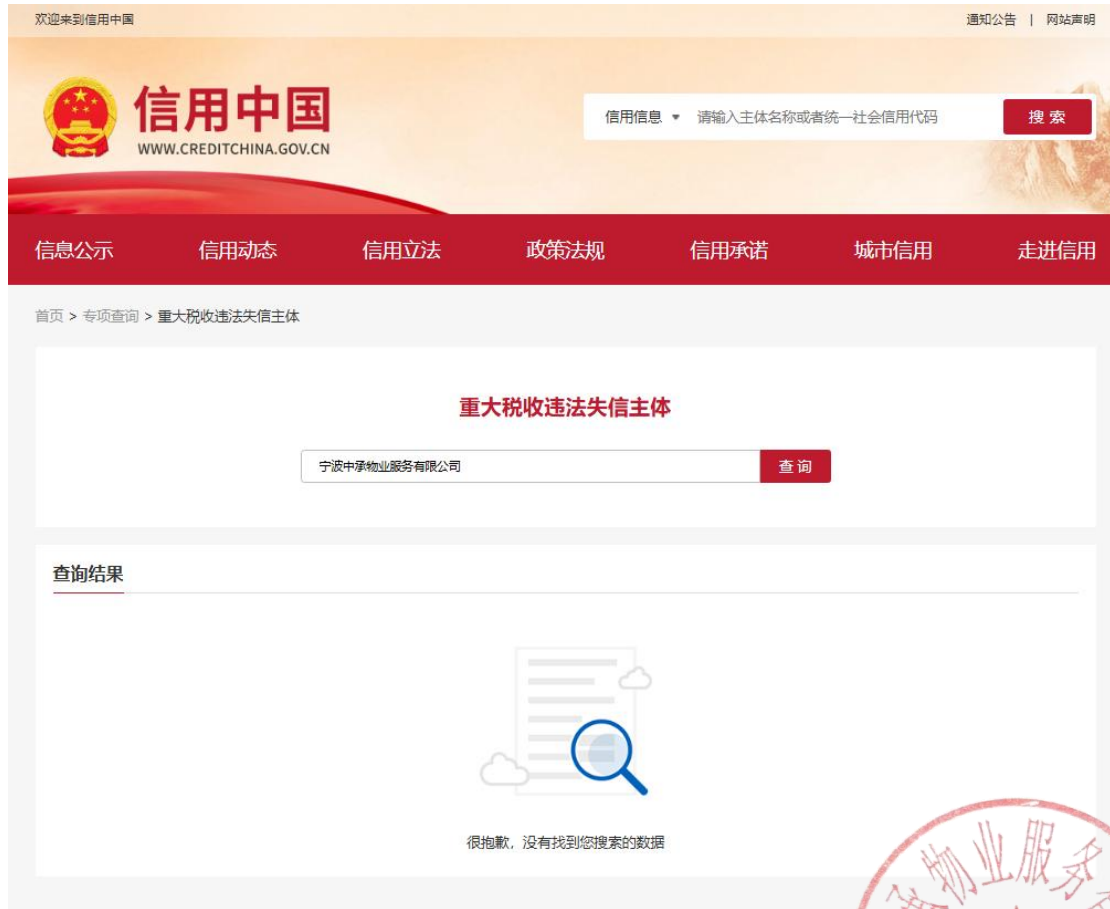 欢迎来到信用中国
通知公告 | 网站声明
信用中国
WWW.CREDITCHINA.GOV.CN
信用信息 请输入主体名称或者统一社会信用代码 搜索
信息公示 信用动态 信用立法 政策法规 信用承诺 城市信用 走进信用
首页 > 专项查询 > 重大税收违法失信主体
重大税收违法失信主体
宁波中承物业服务有限公司 查询
查询结果
很抱歉，没有找到您搜索的数据
物业服务